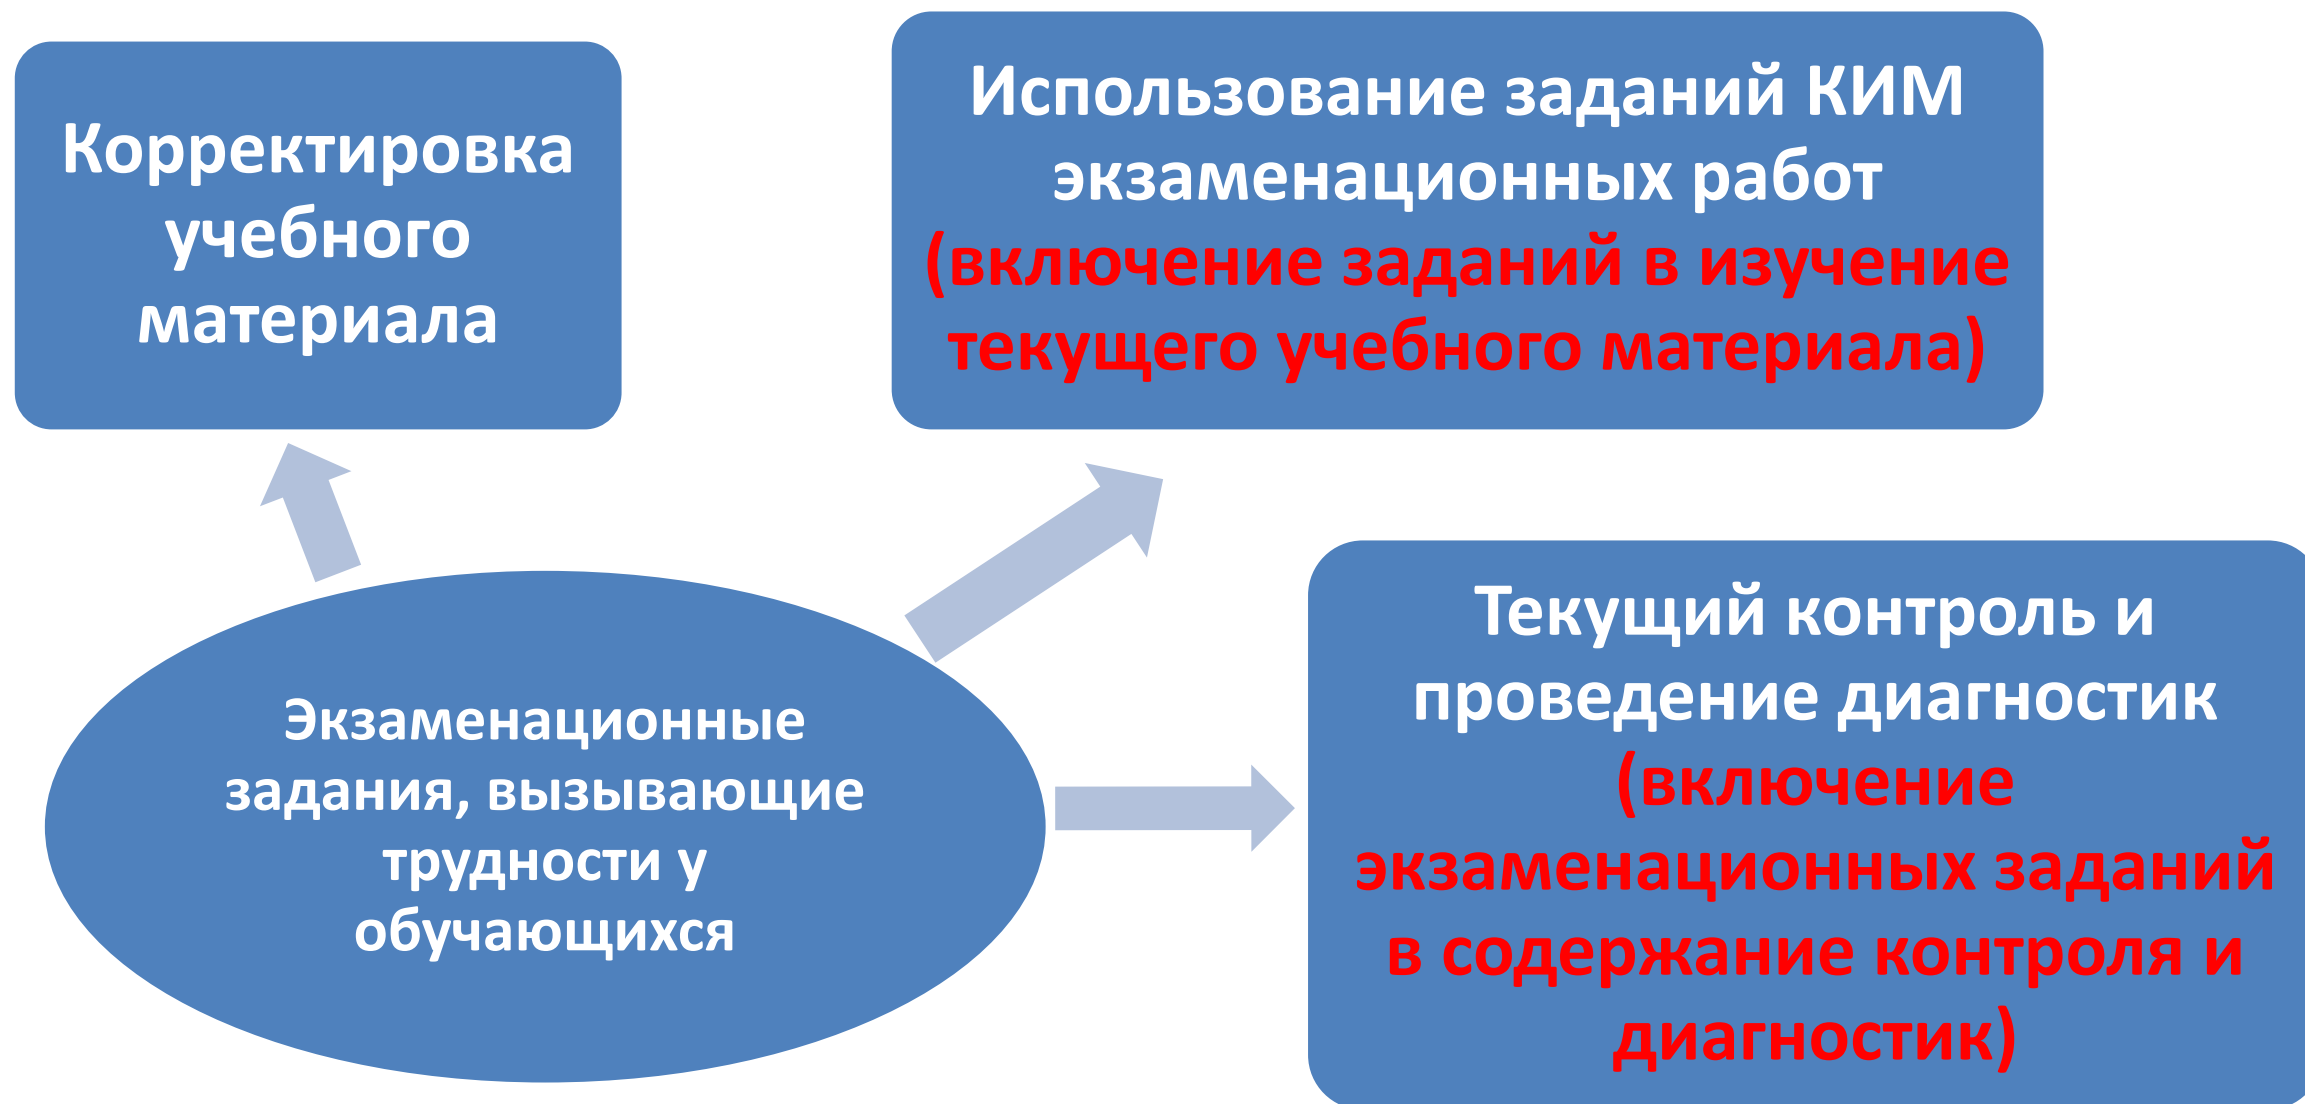 Корректировка
учебного
материала
Использование заданий КИМ
экзаменационных работ
(включение заданий в изучение
текущего учебного материала)
Экзаменационные
задания, вызывающие
трудности у
обучающихся
Текущий контроль и
проведение диагностик
(включение
экзаменационных заданий
в содержание контроля и
диагностик)